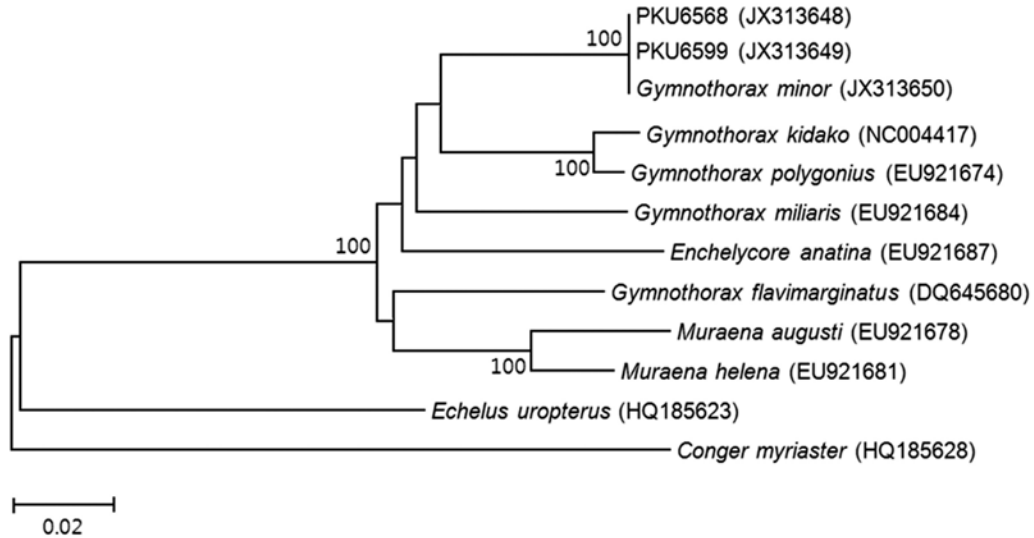 PKU6568 (JX313648)
100
PKU6599 (JX313649)
Gymnothorax minor (JX313650)
Gymnothorax kidako (NC004417)
100
Gymnothorax polygonius (EU921674)
Gymnothorax miliaris (EU921684)
100
Enchelycore anatina (EU921687)
Gymnothorax flavimarginatus (DQ645680)
Muraena augusti (EU921678)
100
Muraena helena (EU921681)
Echelus uropterus (HQ185623)
Conger myriaster (HQ185628)
0.02